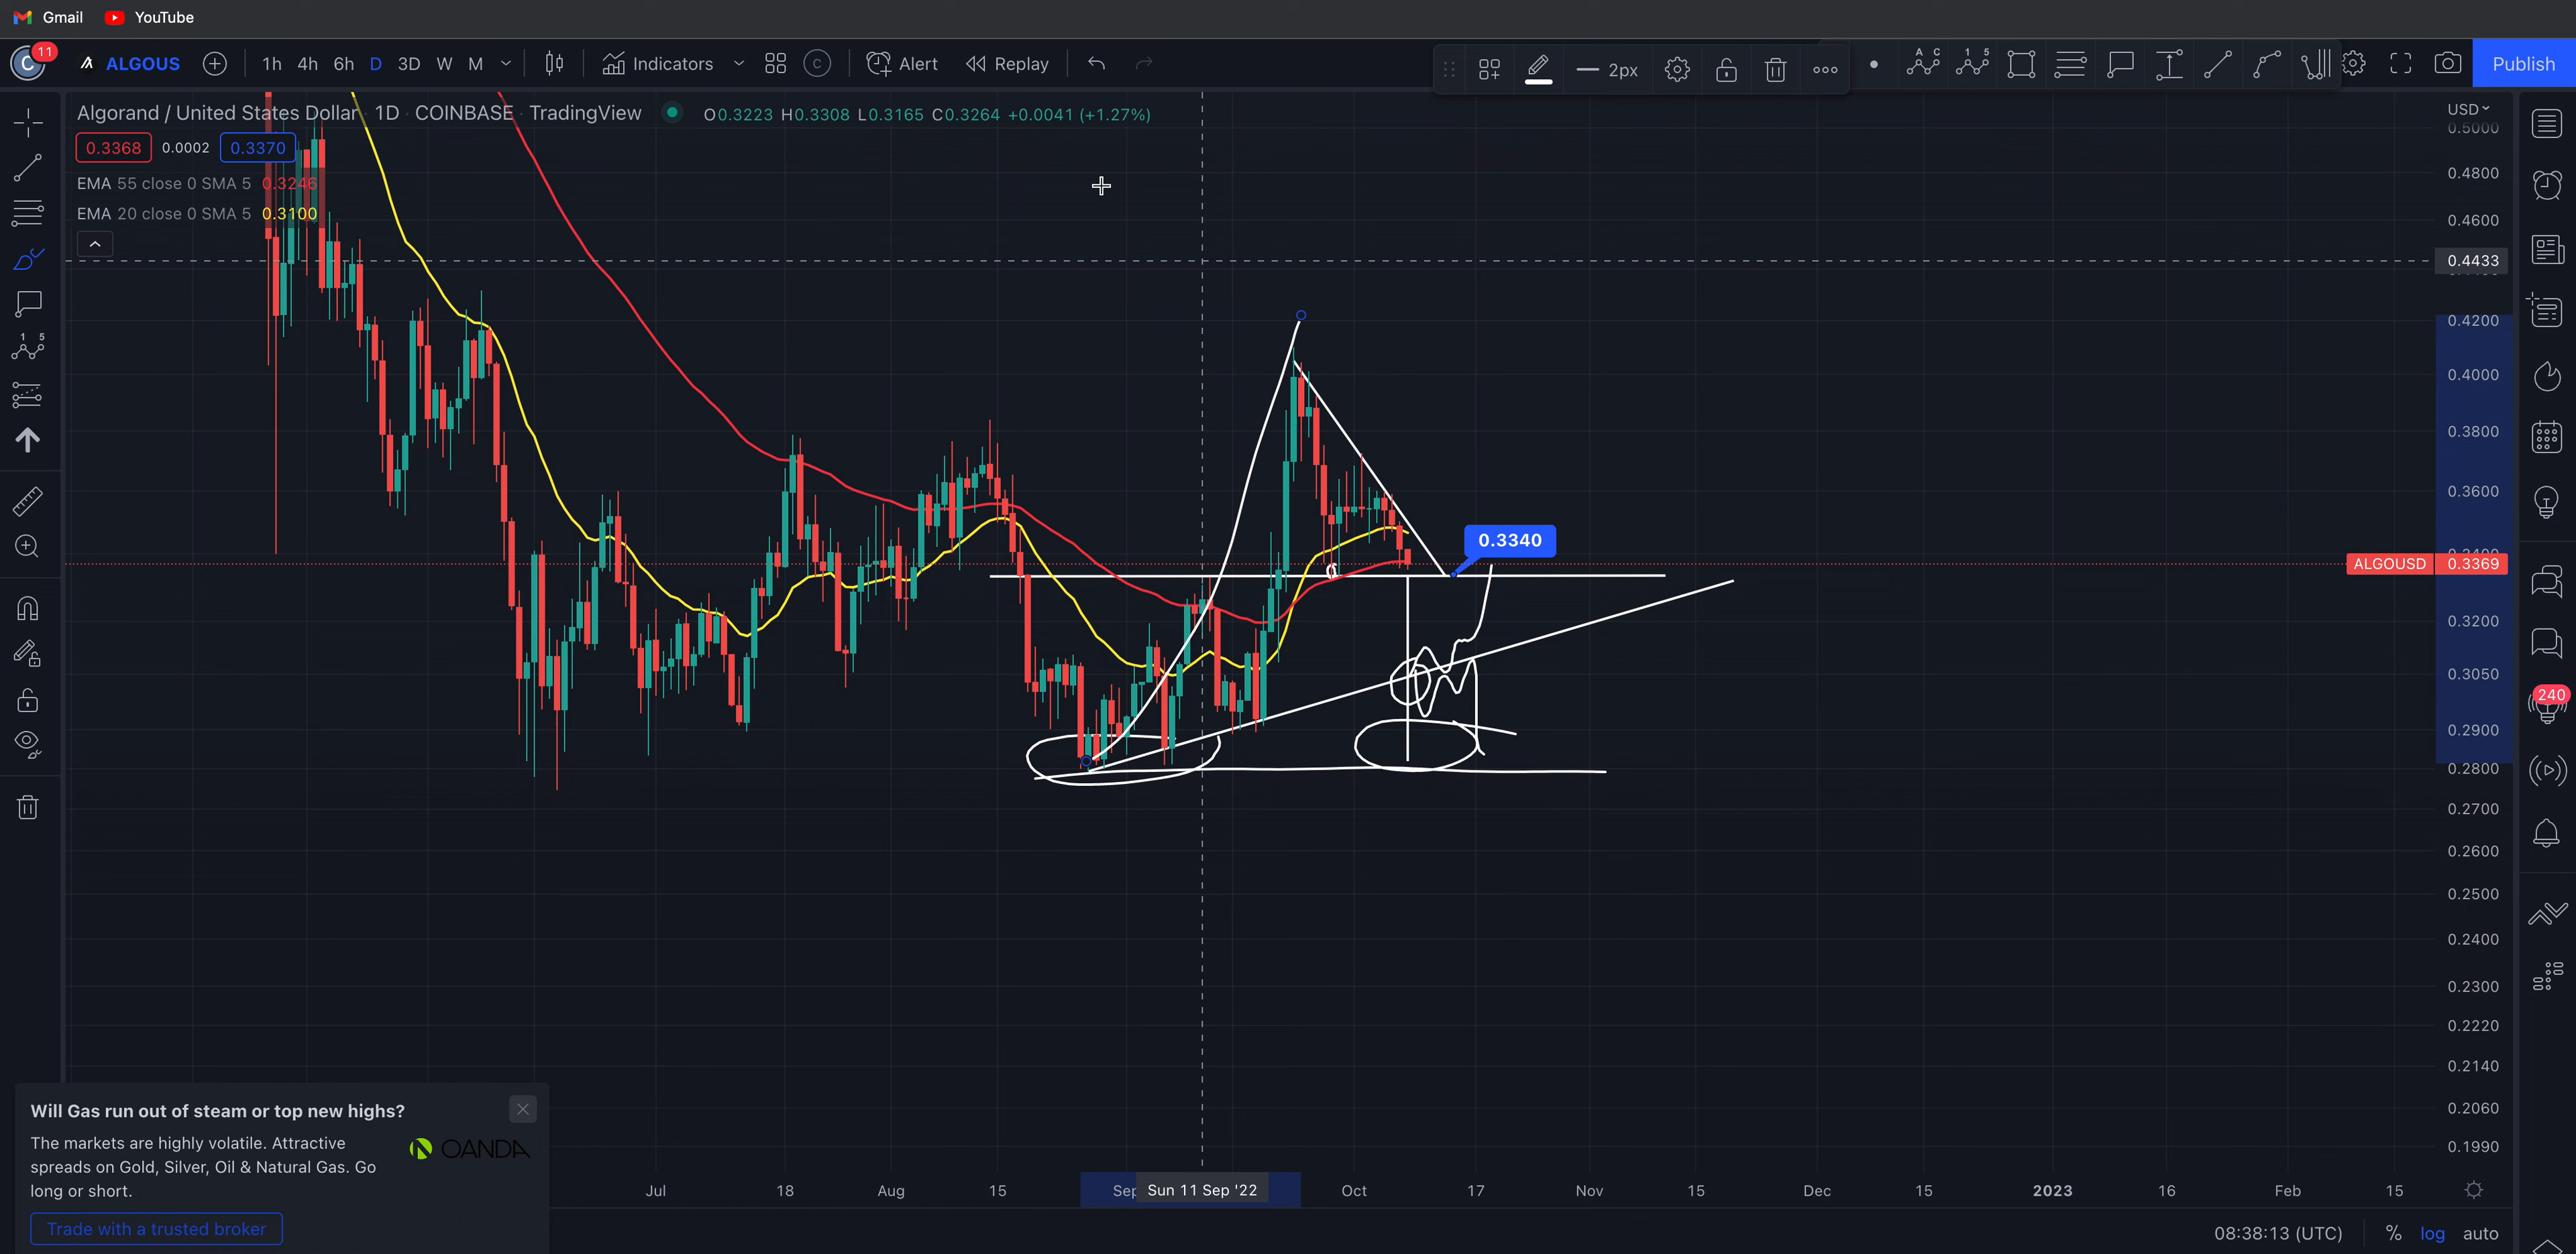 Gmail YouTube
11 ALGOUS 1h 4h 6h D 3D W M Indicators C Alert Replay 2px Publish
Algorand / United States Dollar · 1D · COINBASE · TradingView O0.3223 H0.3308 L0.3165 C0.3264 +0.0041 (+1.27%)
0.3368 0.0002 0.3370
EMA 55 close 0 SMA 5 0.3246
EMA 20 close 0 SMA 5 0.3100
USD
0.5000
0.4800
0.4600
0.4433
0.4200
0.4000
0.3800
0.3600
0.3340
0.3400
ALGOUSD 0.3369
0.3200
0.3050
240
0.2900
0.2800
0.2700
0.2600
0.2500
0.2400
0.2300
0.2220
0.2140
0.2060
0.1990
Will Gas run out of steam or top new highs?
The markets are highly volatile. Attractive
spreads on Gold, Silver, Oil & Natural Gas. Go
long or short.
OANDA
Trade with a trusted broker
Jul 18 Aug 15 Sep Sun 11 Sep '22 Oct 17 Nov 15 Dec 15 2023 16 Feb 15
08:38:13 (UTC) % log auto